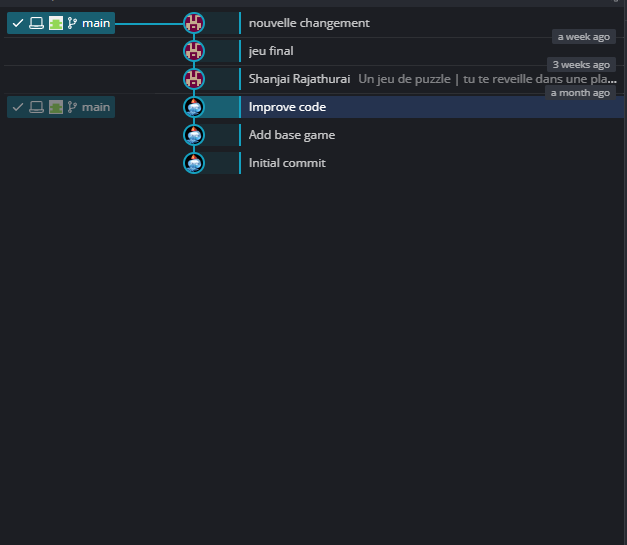 main nouvelle changement
a week ago
jeu final
3 weeks ago
Shanjai Rajathurai Un jeu de puzzle | tu te reveille dans une pla...
a month ago
main Improve code
Add base game
Initial commit